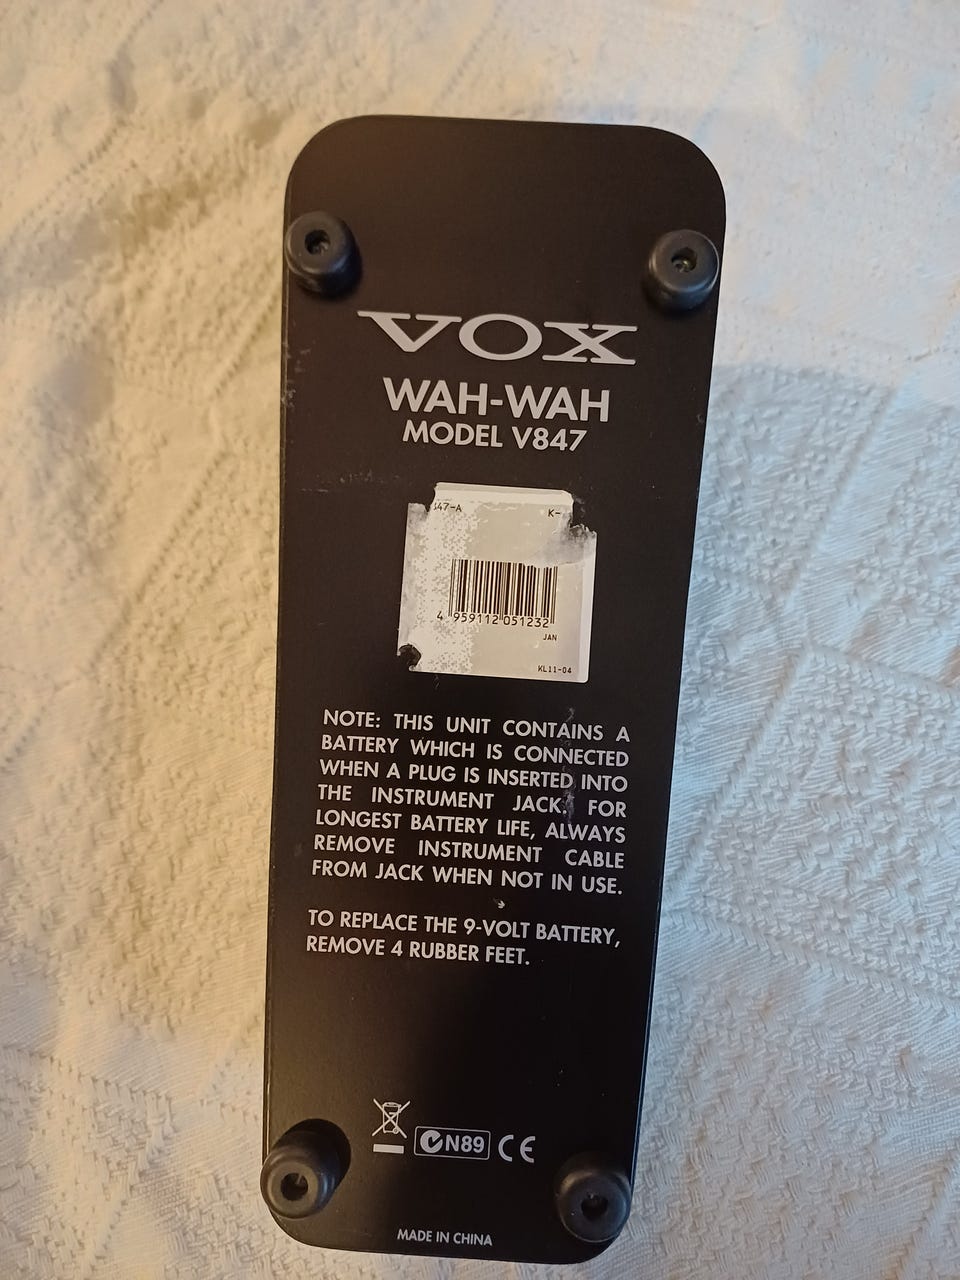 VOX
WAH-WAH
MODEL V847
47-A K-
4 959112 051232
JAN
KL11-04
NOTE: THIS UNIT CONTAINS A
BATTERY WHICH IS CONNECTED
WHEN A PLUG IS INSERTED INTO
THE INSTRUMENT JACK. FOR
LONGEST BATTERY LIFE, ALWAYS
REMOVE INSTRUMENT CABLE
FROM JACK WHEN NOT IN USE.
TO REPLACE THE 9-VOLT BATTERY,
REMOVE 4 RUBBER FEET.
N89 CE
MADE IN CHINA